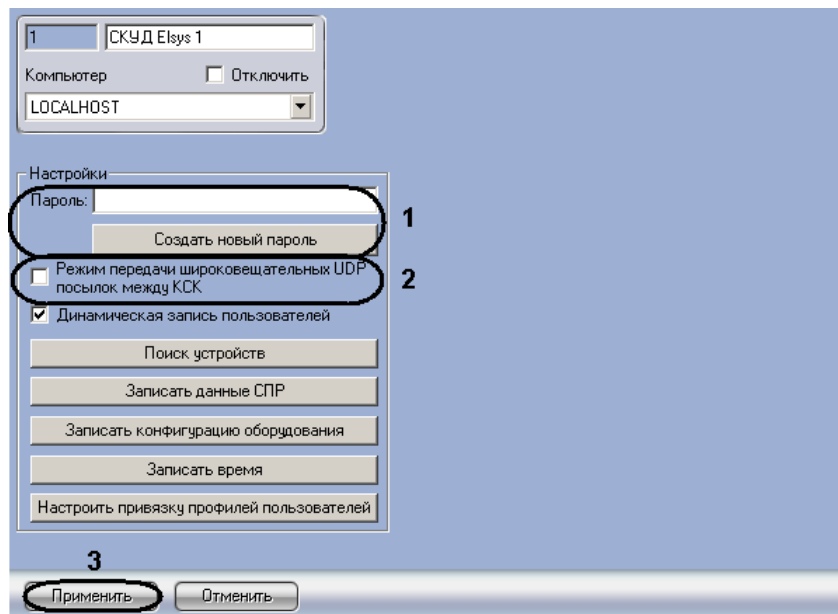 1 СКУД Elsys 1
Компьютер Отключить
LOCALHOST
Настройки
Пароль:
1
Создать новый пароль
Режим передачи широковещательных UDP
посылок между КСК
2
Динамическая запись пользователей
Поиск устройств
Записать данные СПР
Записать конфигурацию оборудования
Записать время
Настроить привязку профилей пользователей
3
Применить Отменить